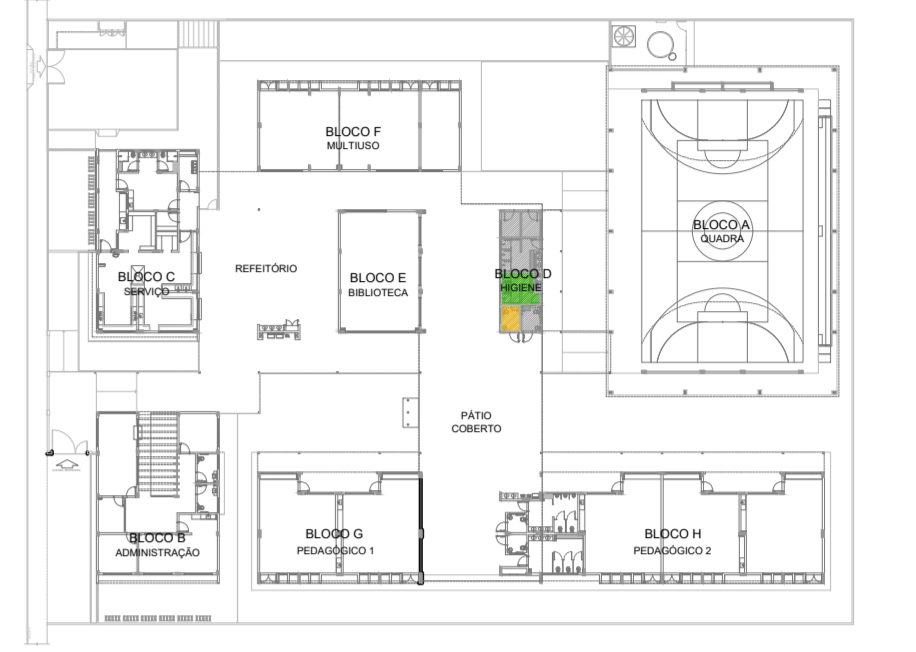 BLOCO F
MULTIUSO
BLOCO A
QUADRA
REFEITÓRIO
BLOCO C
SERVIÇO
BLOCO E
BIBLIOTECA
BLOCO D
HIGIENE
PÁTIO
COBERTO
BLOCO B
ADMINISTRAÇÃO
BLOCO G
PEDAGÓGICO 1
BLOCO H
PEDAGÓGICO 2